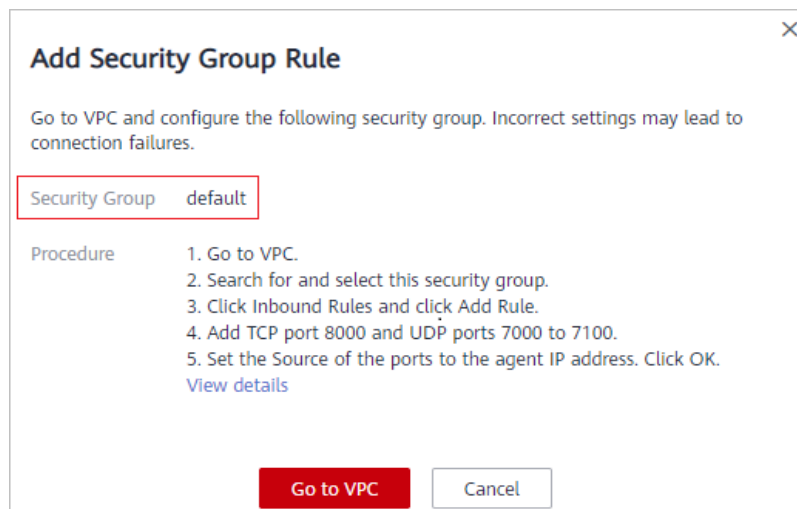 Add Security Group Rule
Go to VPC and configure the following security group. Incorrect settings may lead to
connection failures.
Security Group default
Procedure 1. Go to VPC.
2. Search for and select this security group.
3. Click Inbound Rules and click Add Rule.
4. Add TCP port 8000 and UDP ports 7000 to 7100.
5. Set the Source of the ports to the agent IP address. Click OK.
View details
Go to VPC Cancel